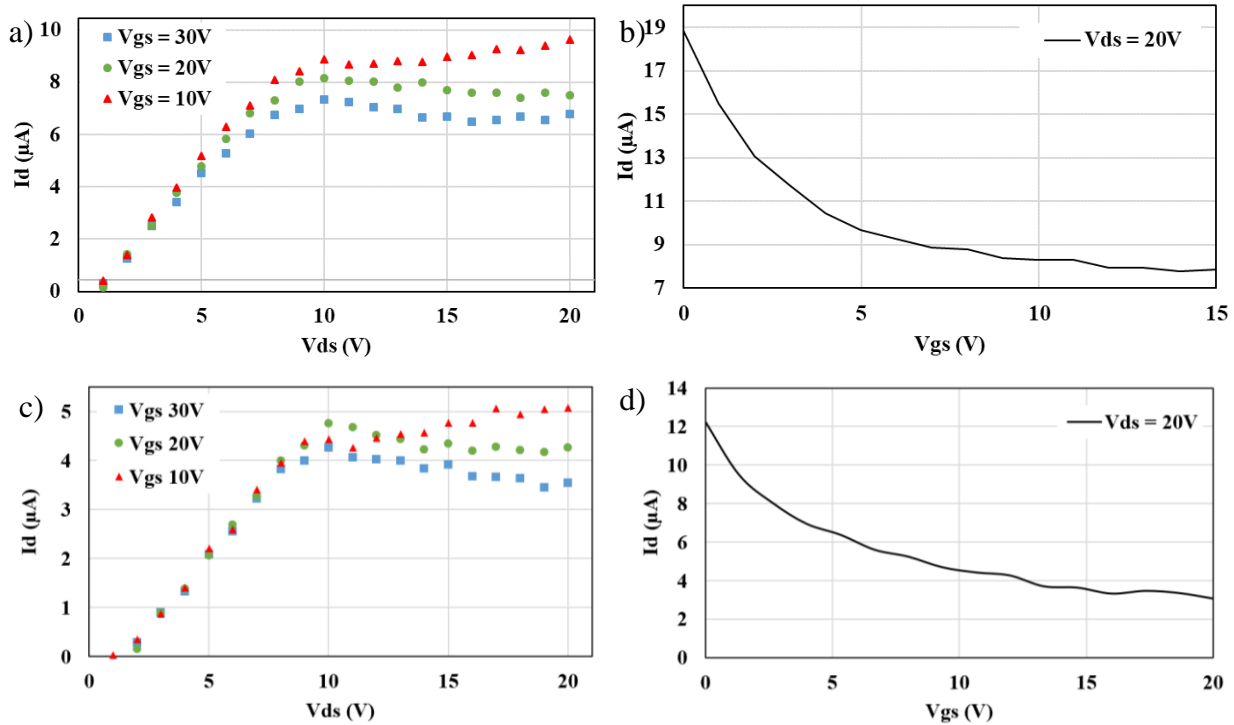 a)
Vgs = 30V
Vgs = 20V
Vgs = 10V
10
8
6
4
2
0
Id (µA)
0 5 10 15 20
Vds (V)
b)
Vds = 20V
19
17
15
13
11
9
7
Id (µA)
0 5 10 15
Vgs (V)
c)
Vgs 30V
Vgs 20V
Vgs 10V
5
4
3
2
1
0
Id (µA)
0 5 10 15 20
Vds (V)
d)
Vds = 20V
14
12
10
8
6
4
2
0
Id (µA)
0 5 10 15 20
Vgs (V)